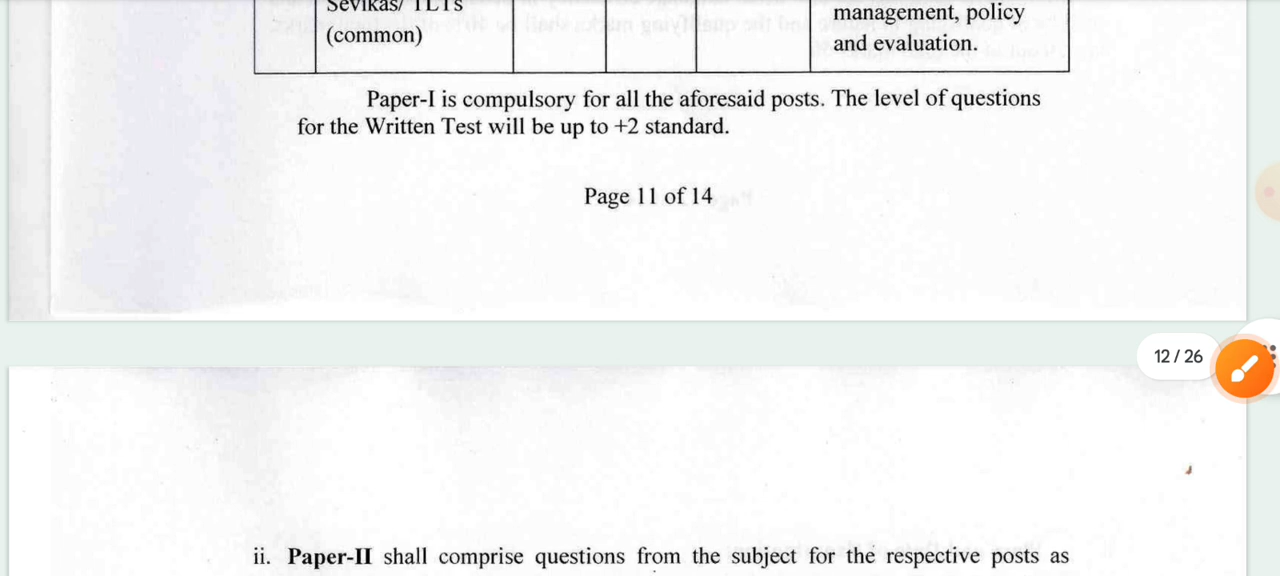 Sevikas/ TLTs
(common)
management, policy
and evaluation.
Paper-I is compulsory for all the aforesaid posts. The level of questions
for the Written Test will be up to +2 standard.
Page 11 of 14
12 / 26
ii. Paper-II shall comprise questions from the subject for the respective posts as